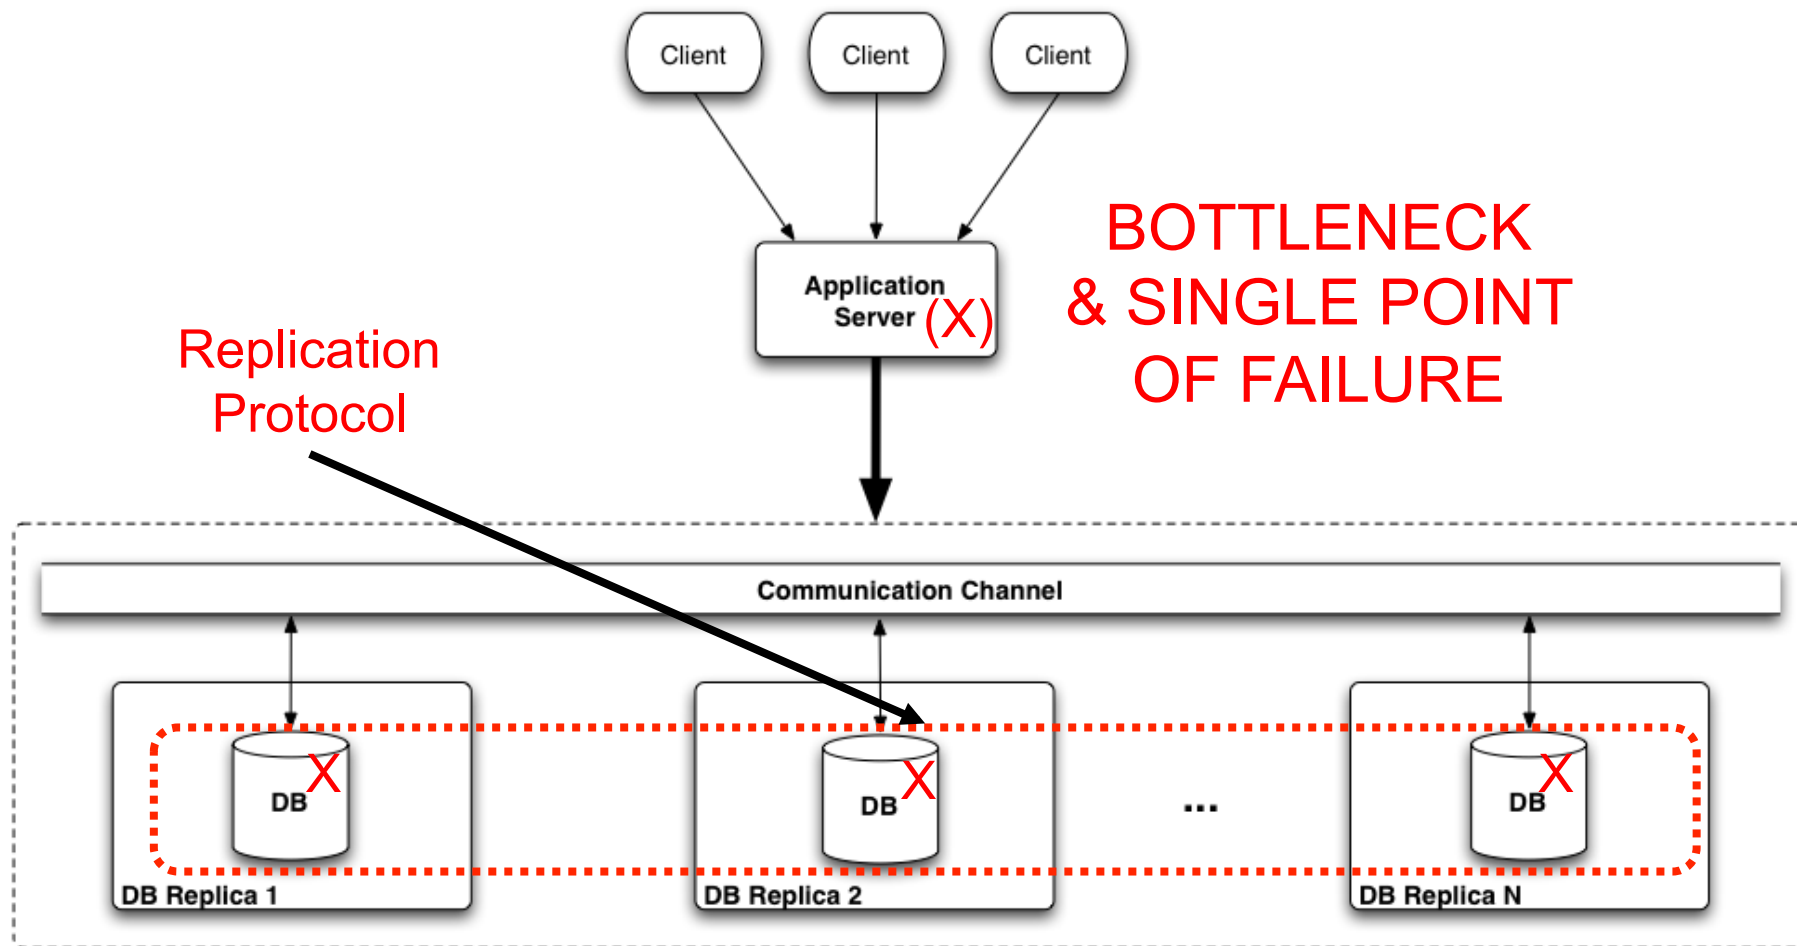 Client
Client
Client
BOTTLENECK
& SINGLE POINT
OF FAILURE
Application
Server (X)
Replication
Protocol
Communication Channel
X
DB
X
DB
...
X
DB
DB Replica 1
DB Replica 2
DB Replica N